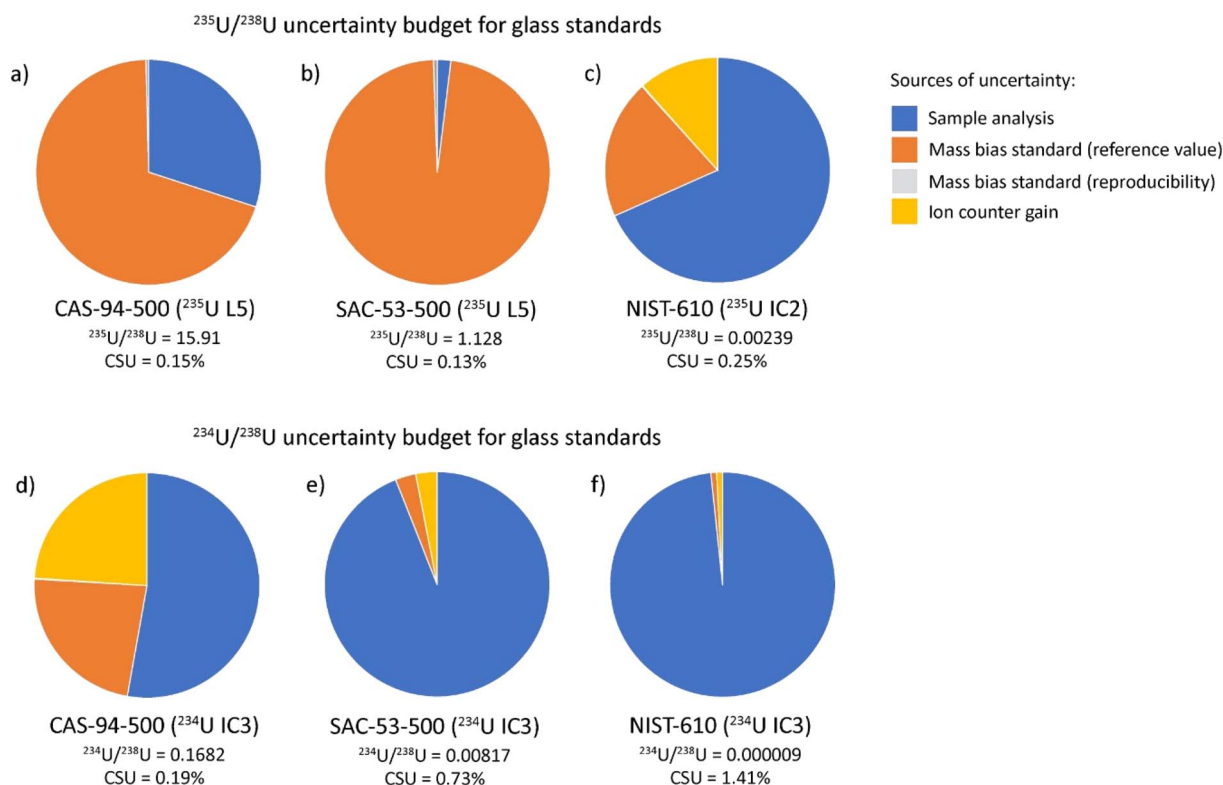 ²³⁵U/²³⁸U uncertainty budget for glass standards
a)
b)
c)
Sources of uncertainty:
Sample analysis
Mass bias standard (reference value)
Mass bias standard (reproducibility)
Ion counter gain
CAS-94-500 (²³⁵U L5)
²³⁵U/²³⁸U = 15.91
CSU = 0.15%
SAC-53-500 (²³⁵U L5)
²³⁵U/²³⁸U = 1.128
CSU = 0.13%
NIST-610 (²³⁵U IC2)
²³⁵U/²³⁸U = 0.00239
CSU = 0.25%
²³⁴U/²³⁸U uncertainty budget for glass standards
d)
e)
f)
CAS-94-500 (²³⁴U IC3)
²³⁴U/²³⁸U = 0.1682
CSU = 0.19%
SAC-53-500 (²³⁴U IC3)
²³⁴U/²³⁸U = 0.00817
CSU = 0.73%
NIST-610 (²³⁴U IC3)
²³⁴U/²³⁸U = 0.000009
CSU = 1.41%